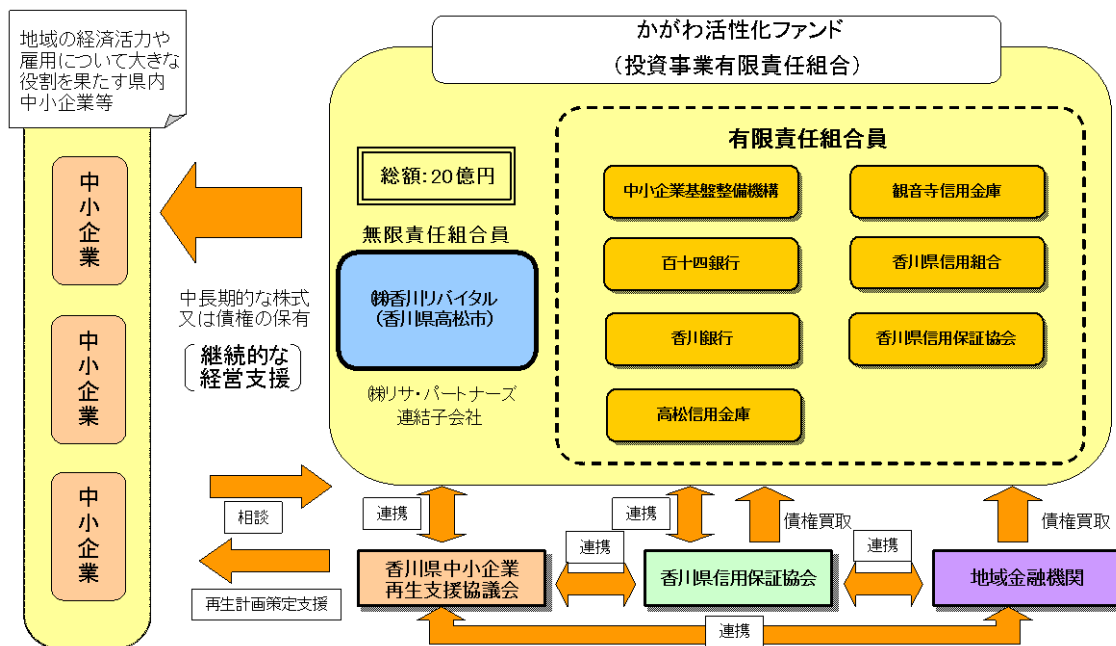 地域の経済活力や
雇用について大きな
役割を果たす県内
中小企業等
中小企業
中小企業
中小企業
かがわ活性化ファンド
(投資事業有限責任組合)
総額:20億円
無限責任組合員
㈱香川リバイタル
(香川県高松市)
㈱リサ・パートナーズ
連結子会社
有限責任組合員
中小企業基盤整備機構
観音寺信用金庫
百十四銀行
香川県信用組合
香川銀行
香川県信用保証協会
高松信用金庫
中長期的な株式
又は債権の保有
継続的な
経営支援
相談
再生計画策定支援
連携
連携
債権買取
債権買取
香川県中小企業
再生支援協議会
連携
香川県信用保証協会
連携
地域金融機関
連携